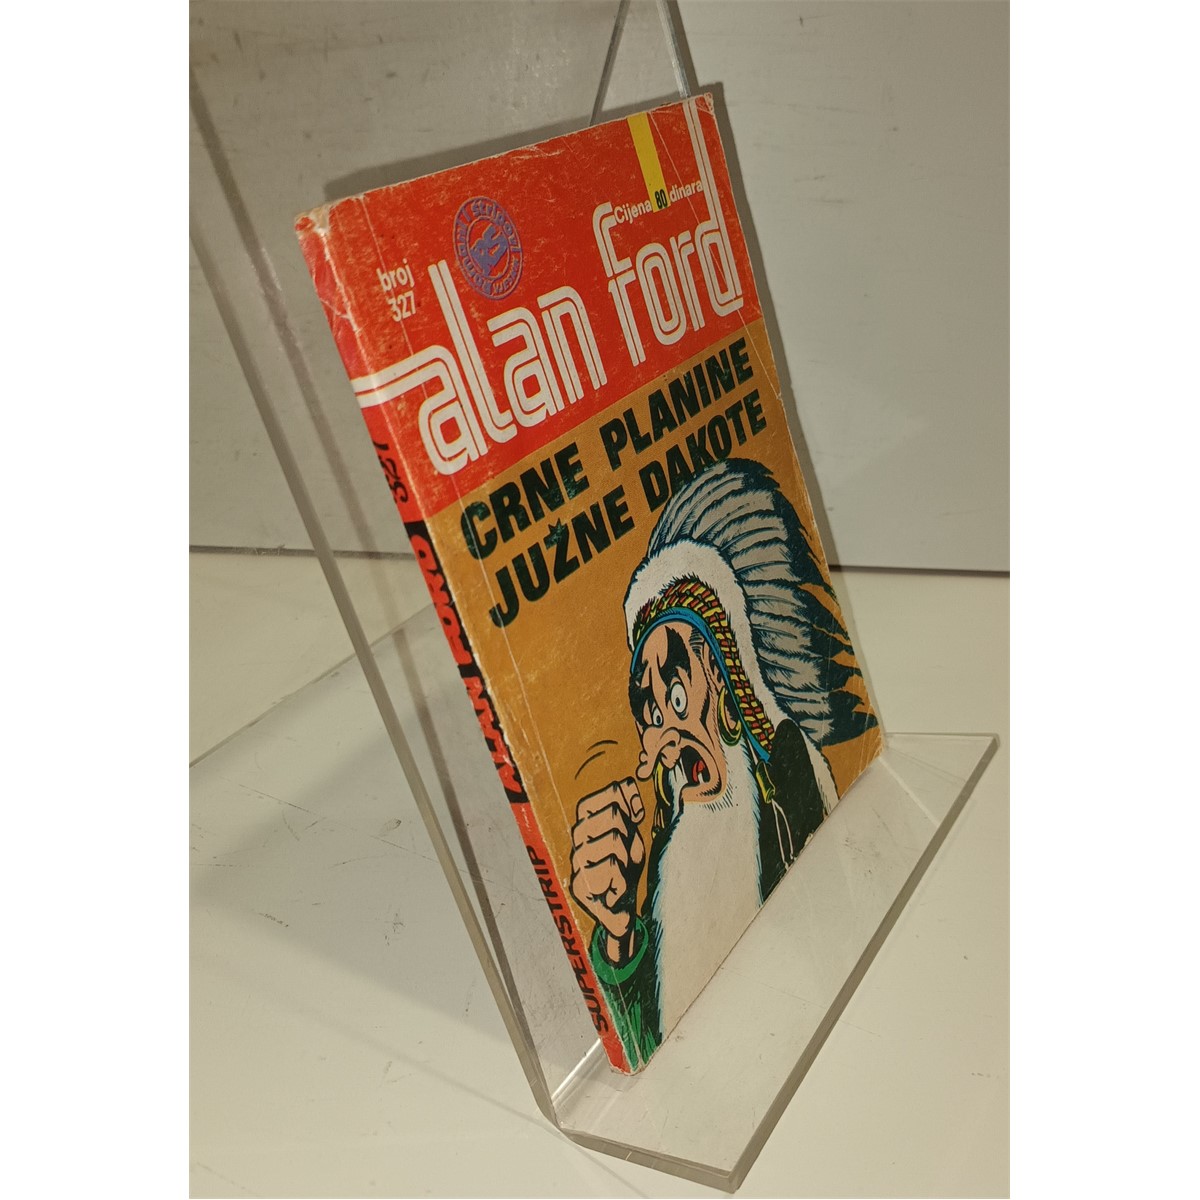 Cijena 80 dinara
broj
327
alan ford
CRNE PLANINE
JUŽNE DAKOTE
327
ALAN FORD
SUPERSTRIP